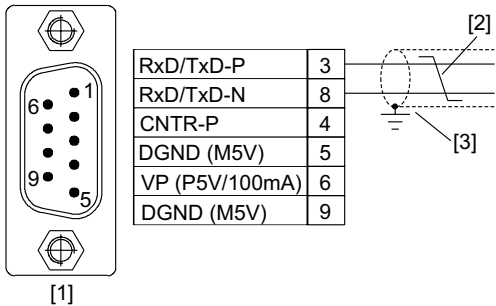 [2]
RxD/TxD-P 3
RxD/TxD-N 8
CNTR-P 4
DGND (M5V) 5
VP (P5V/100mA) 6
DGND (M5V) 9
6
1
9
5
[3]
[1]